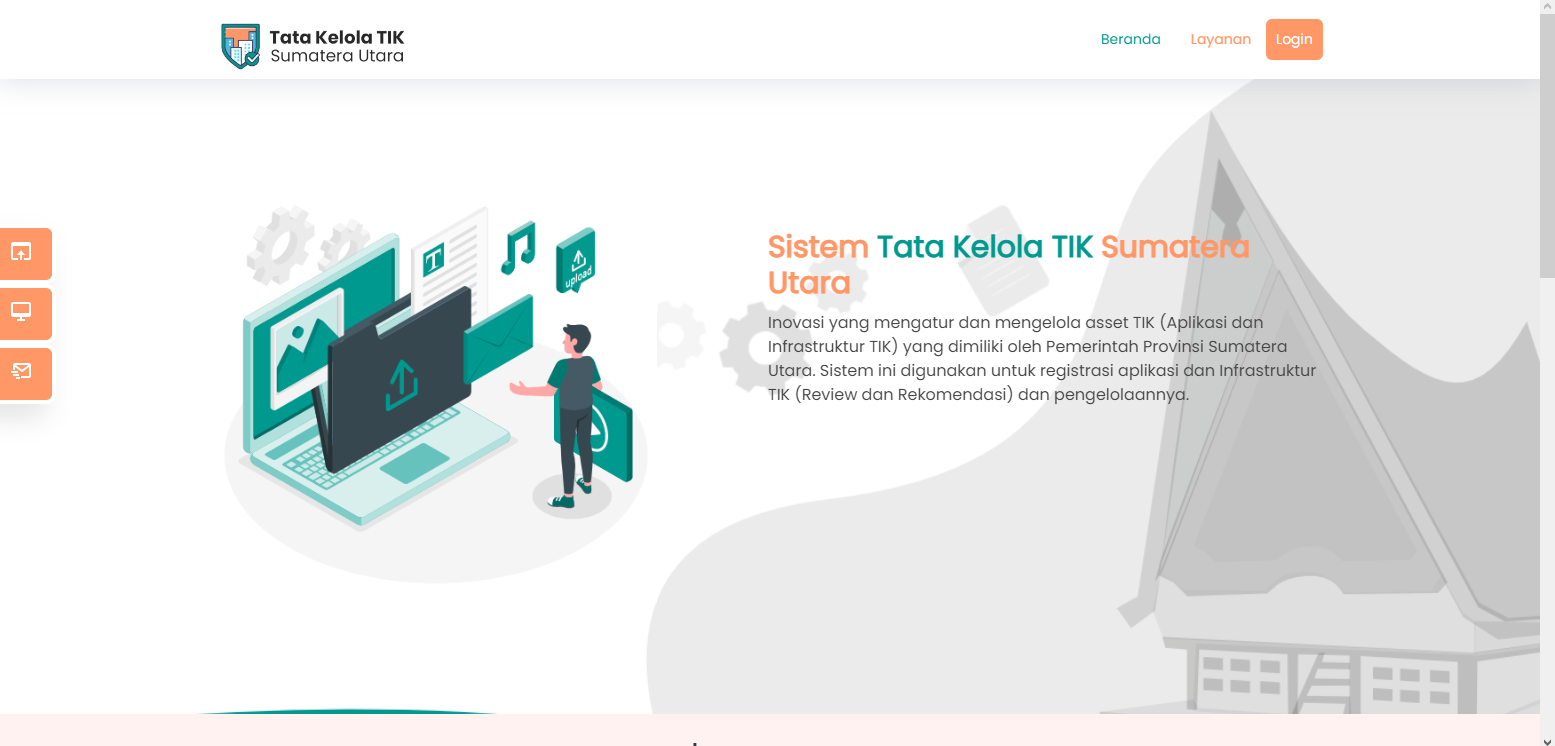 Tata Kelola TIK
Sumatera Utara
Beranda
Layanan
Login
T
upload
Sistem Tata Kelola TIK Sumatera
Utara
Inovasi yang mengatur dan mengelola asset TIK (Aplikasi dan
Infrastruktur TIK) yang dimiliki oleh Pemerintah Provinsi Sumatera
Utara. Sistem ini digunakan untuk registrasi aplikasi dan Infrastruktur
TIK (Review dan Rekomendasi) dan pengelolaannya.